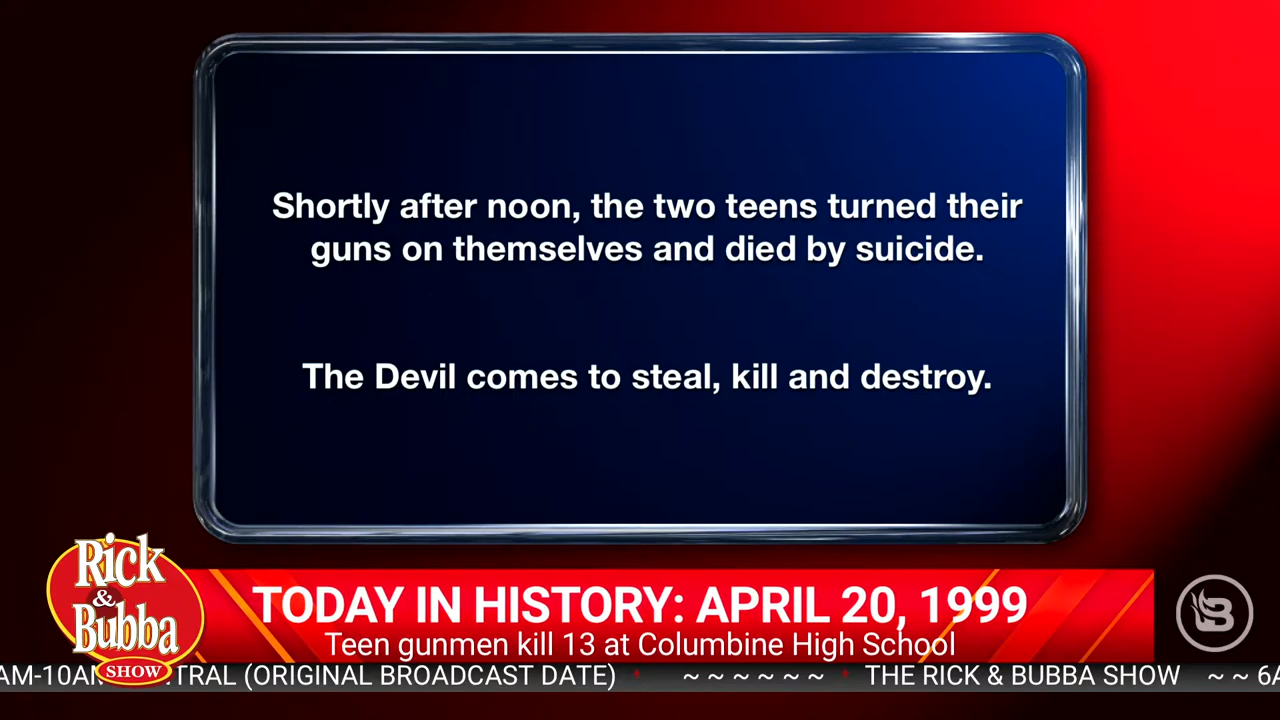 Shortly after noon, the two teens turned their
guns on themselves and died by suicide.
The Devil comes to steal, kill and destroy.
Rick
&
Bubba
SHOW
TODAY IN HISTORY: APRIL 20, 1999
Teen gunmen kill 13 at Columbine High School
AM-10AM TRAL (ORIGINAL BROADCAST DATE) ~ ~ ~ ~ ~ ~ THE RICK & BUBBA SHOW ~ ~ 6A
B